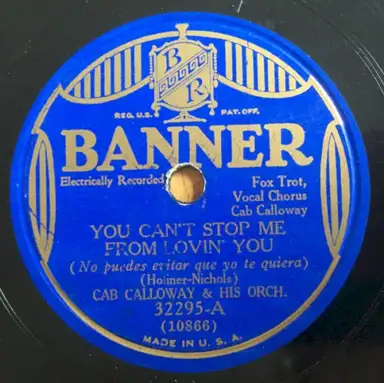 B
R
REG. U.S. PAT. OFF.
BANNER
Electrically Recorded
Fox Trot,
Vocal Chorus
Cab Calloway
YOU CAN'T STOP ME
FROM LOVIN' YOU
(No puedes evitar que yo te quiera)
(Holmer-Nichols)
CAB CALLOWAY & HIS ORCH.
32295-A
(10866)
MADE IN U. S. A.